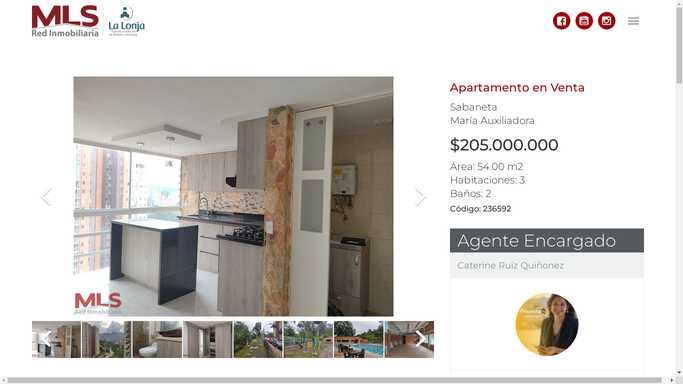 MLS
Red Inmobiliaria
La Lonja
Apartamento en Venta
Sabaneta
María Auxiliadora
$205.000.000
Área: 54.00 m2
Habitaciones: 3
Baños: 2
Código: 236592
MLS
Red Inmobiliaria
Agente Encargado
Caterine Ruiz Quiñonez